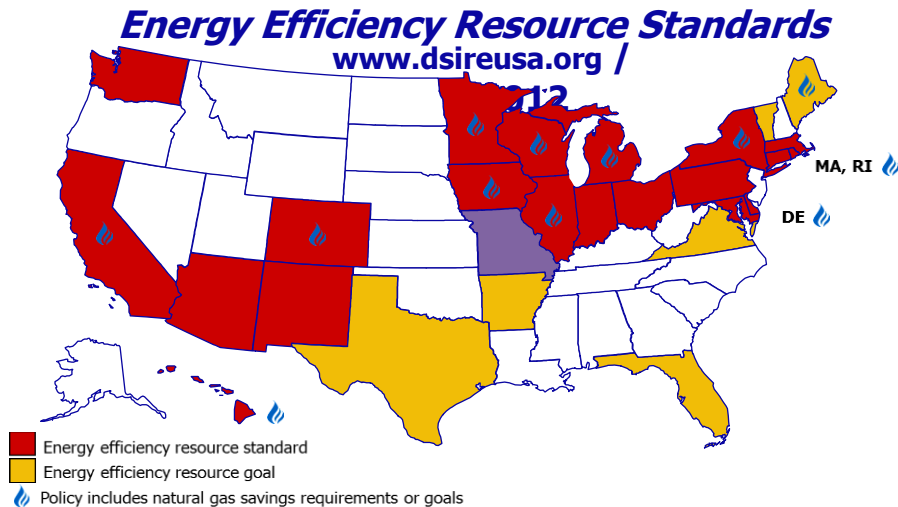 Energy Efficiency Resource Standards
www.dsireusa.org /
MA, RI
DE
Energy efficiency resource standard
Energy efficiency resource goal
Policy includes natural gas savings requirements or goals